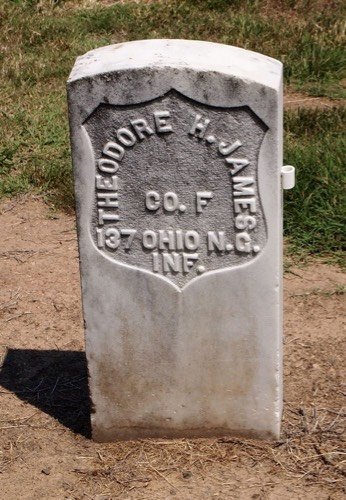 THEODORE H. JAMES
CO. F
137 OHIO N.G.
INF.